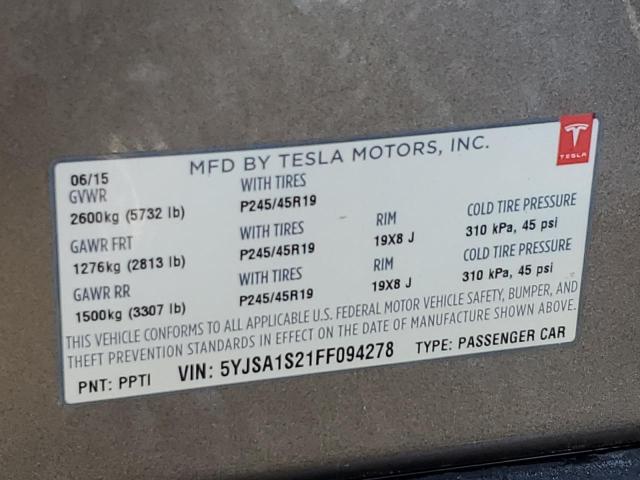 MFD BY TESLA MOTORS, INC.
TESLA
06/15
GVWR WITH TIRES
2600kg (5732 lb) P245/45R19
GAWR FRT WITH TIRES RIM COLD TIRE PRESSURE
1276kg (2813 lb) P245/45R19 19X8 J 310 kPa, 45 psi
GAWR RR WITH TIRES RIM COLD TIRE PRESSURE
1500kg (3307 lb) P245/45R19 19X8 J 310 kPa, 45 psi
THIS VEHICLE CONFORMS TO ALL APPLICABLE U.S. FEDERAL MOTOR VEHICLE SAFETY, BUMPER, AND
THEFT PREVENTION STANDARDS IN EFFECT ON THE DATE OF MANUFACTURE SHOWN ABOVE.
PNT: PPTI VIN: 5YJSA1S21FF094278 TYPE: PASSENGER CAR